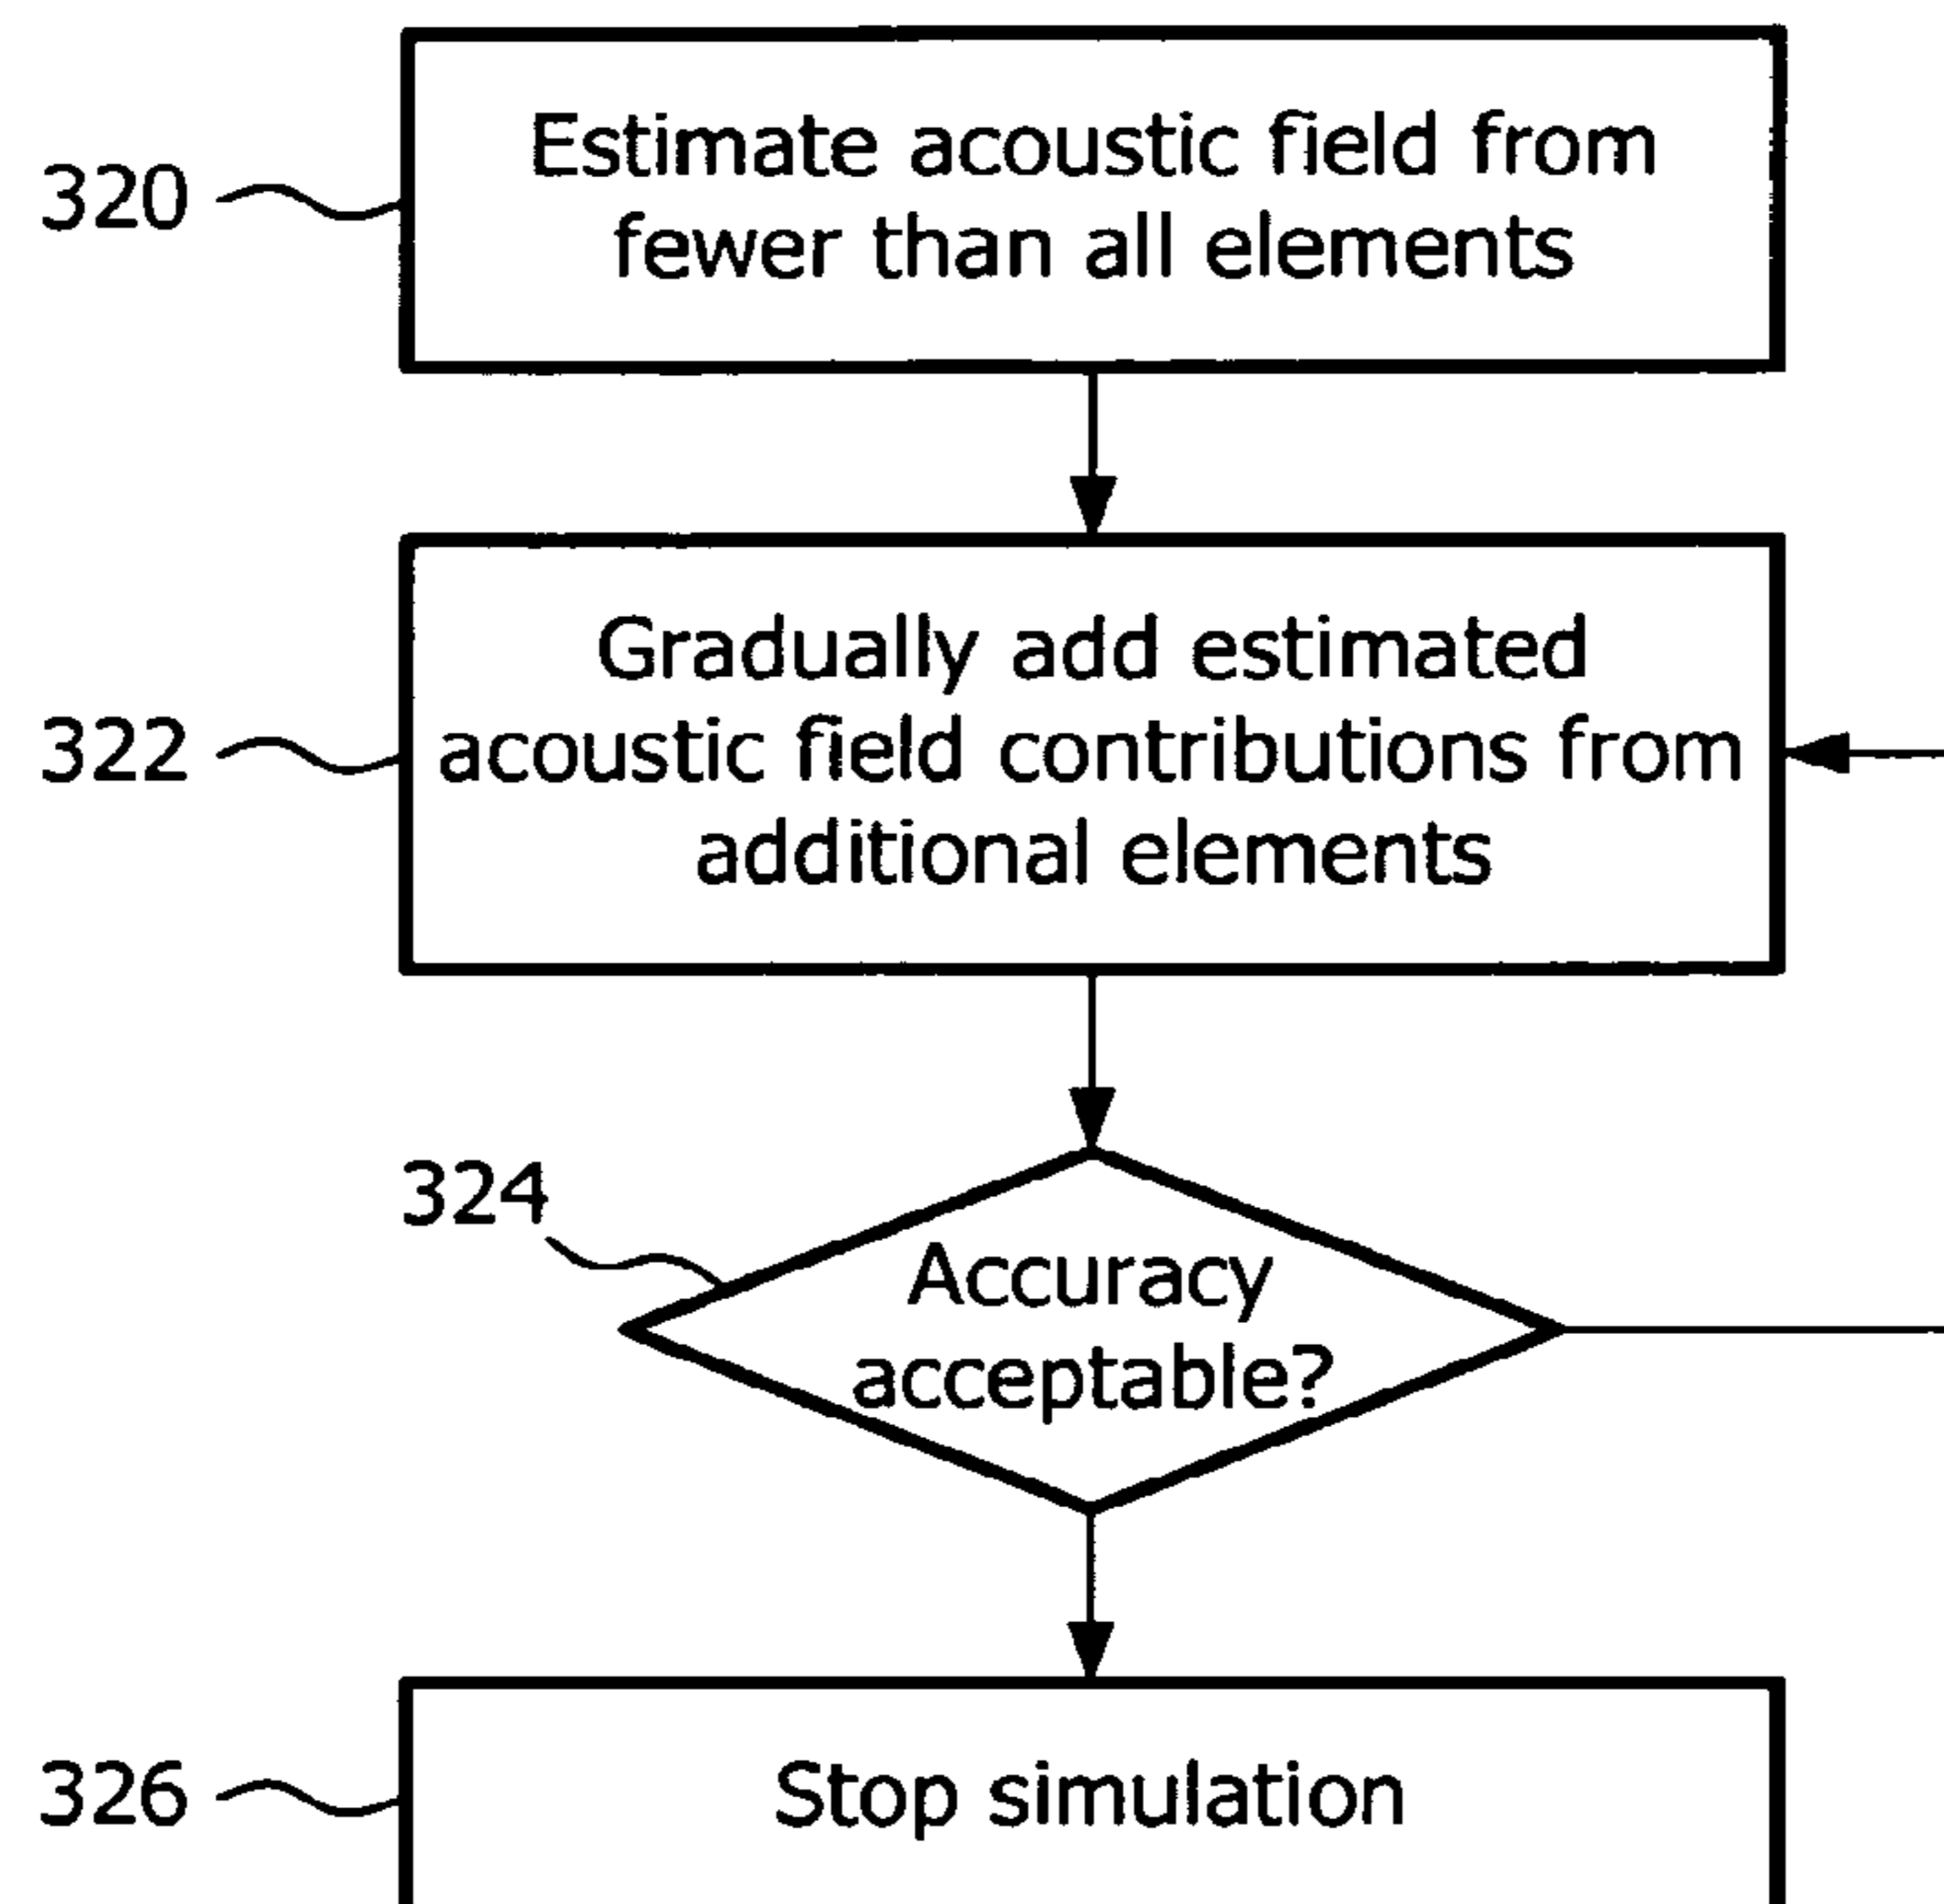 320
Estimate acoustic field from
fewer than all elements
322
Gradually add estimated
acoustic field contributions from
additional elements
324
Accuracy
acceptable?
326
Stop simulation